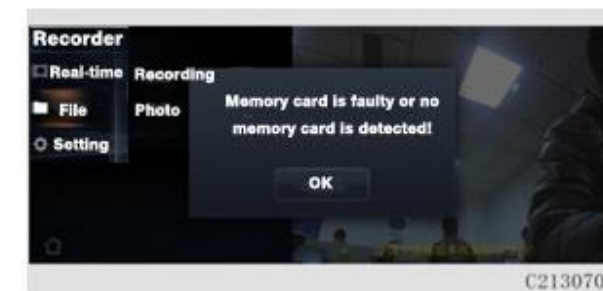 Recorder
Real-time
File
Setting
Recording
Photo
Memory card is faulty or no
memory card is detected!
OK
C213070